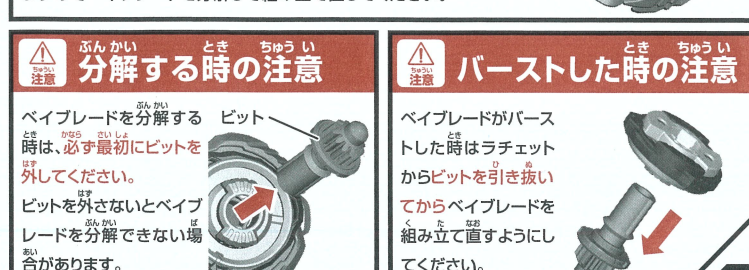 注意
分解する時の注意
ベイブレードを分解する
時は、必ず最初にビットを
外してください。
ビットを外さないとベイブ
レードを分解できない場
合があります。
ビット
注意
バーストした時の注意
ベイブレードがバース
トした時はラチェット
からビットを引き抜い
てからベイブレードを
組み立て直すようにし
てください。